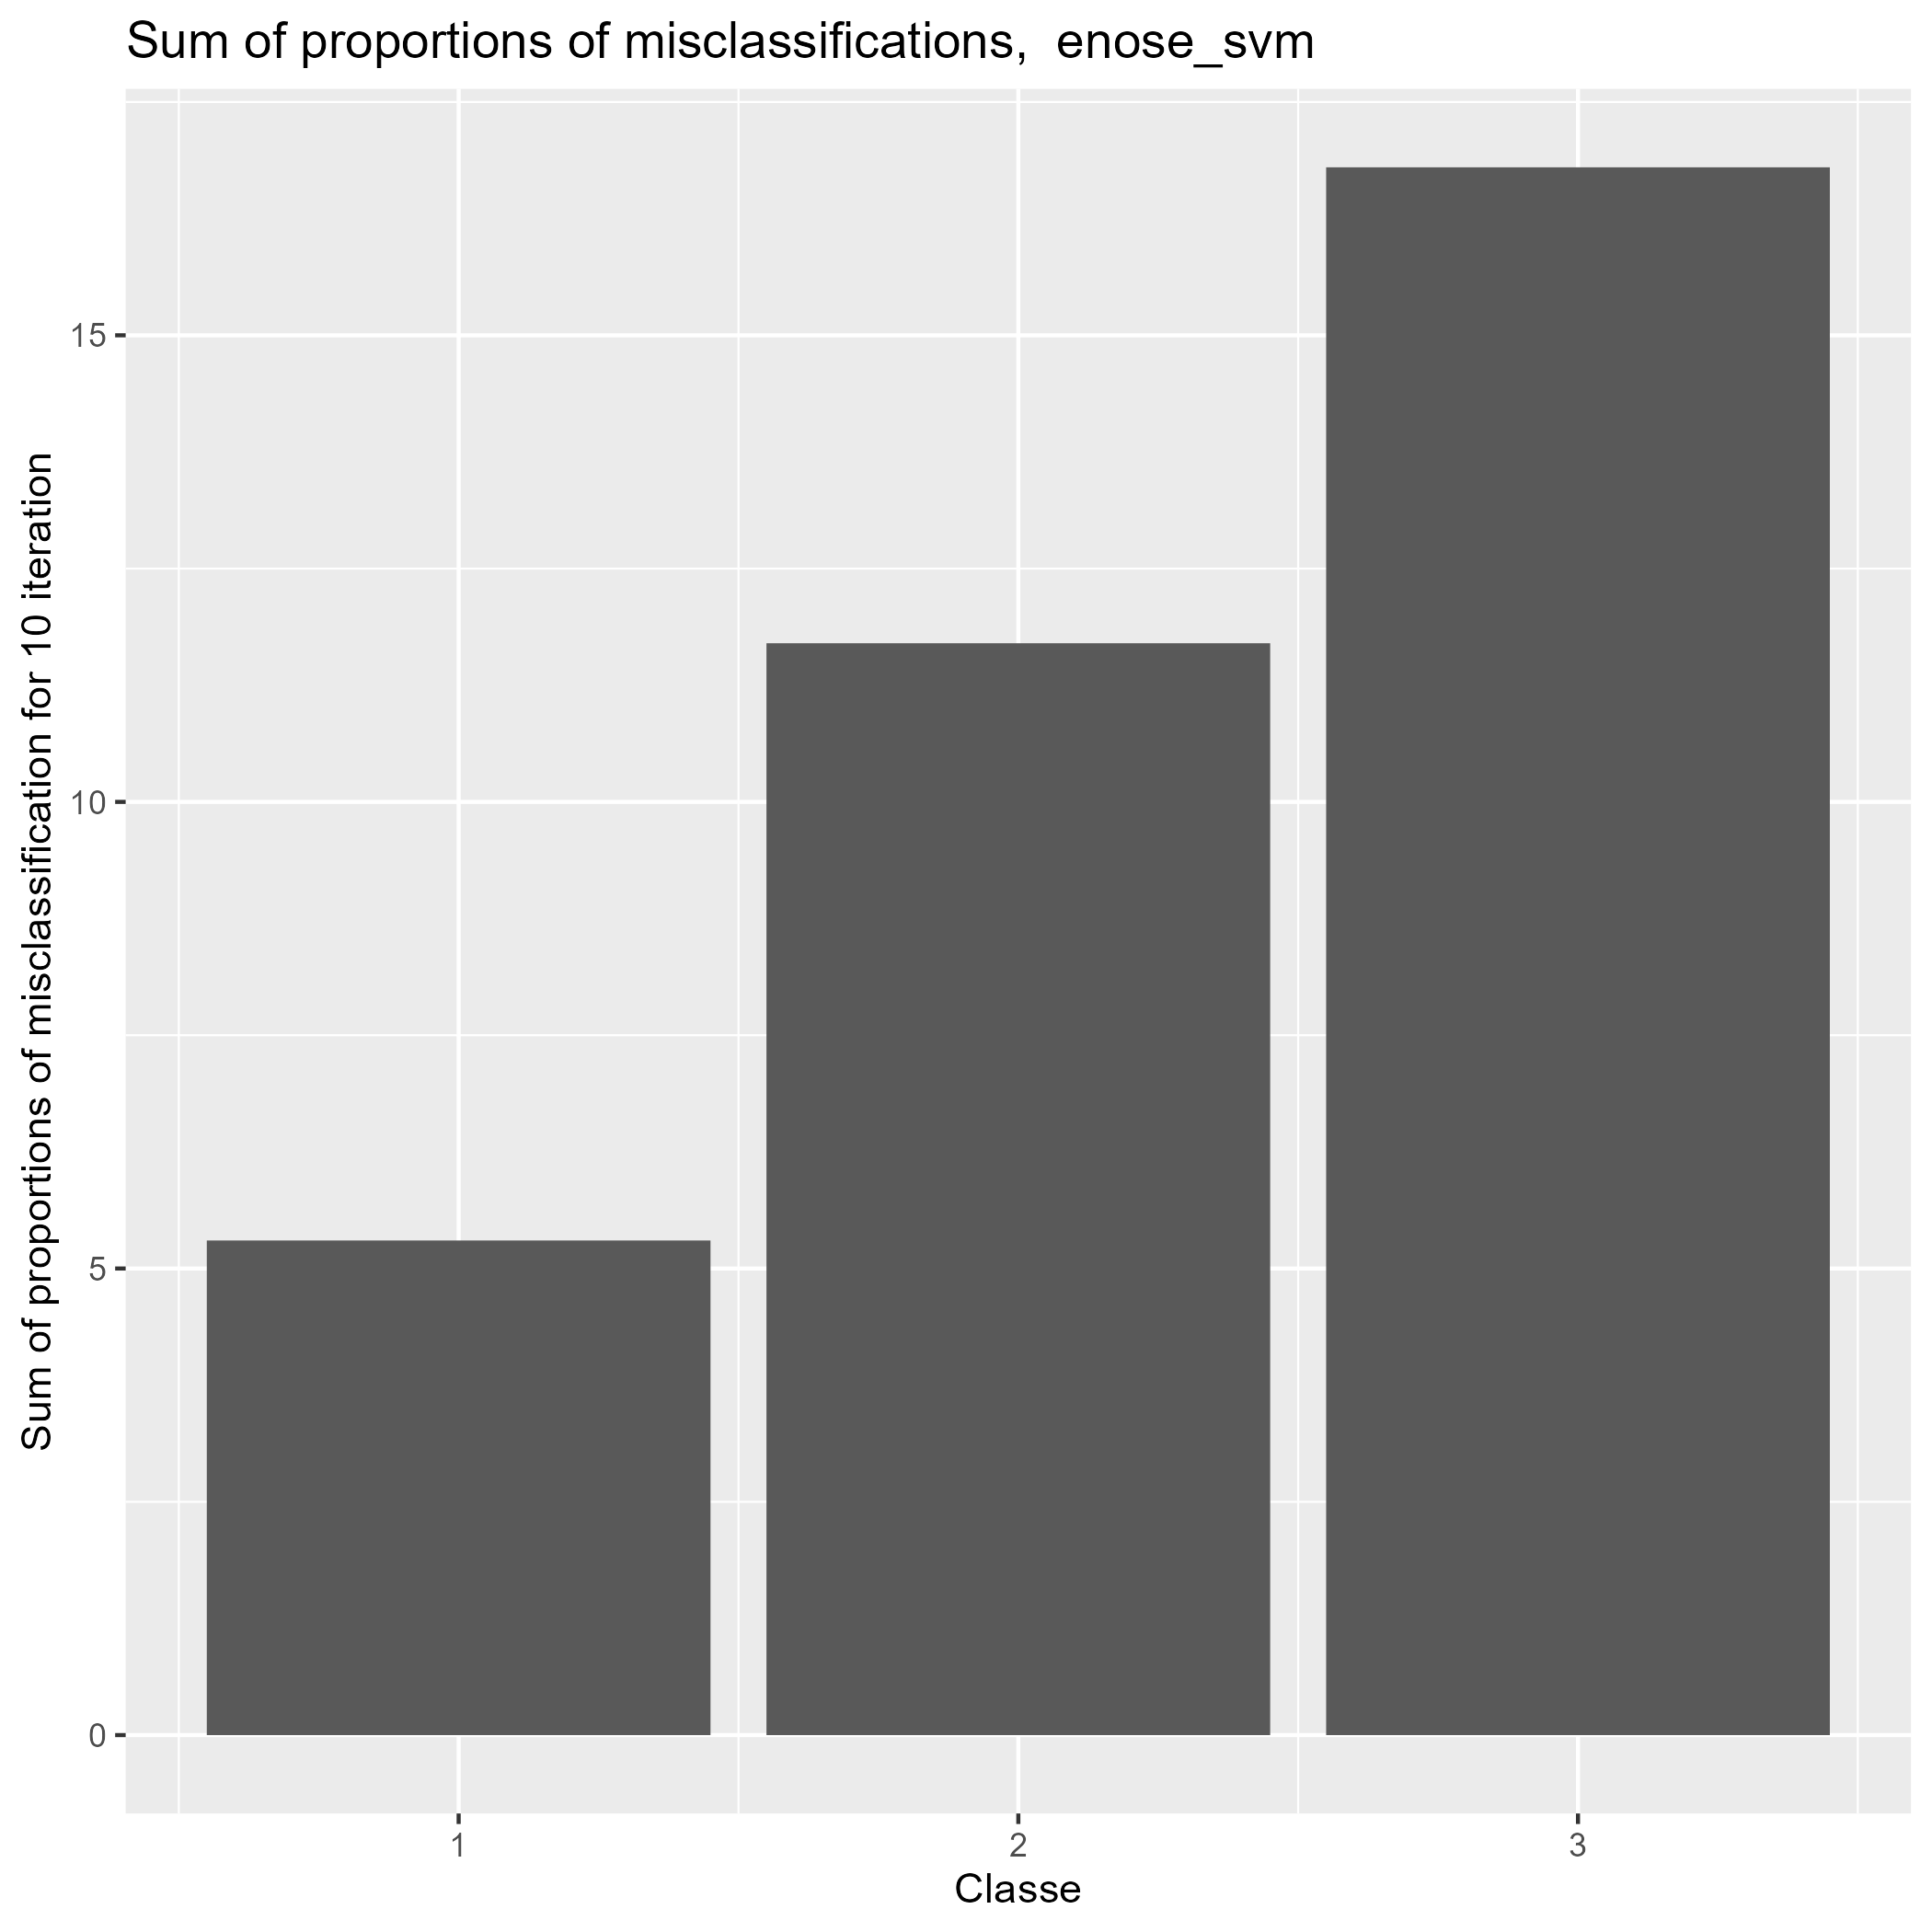 Sum of proportions of misclassifications,  enose_svm
Sum of proportions of misclassification for 10 iteration
15
10
5
0
1
2
3
Classe